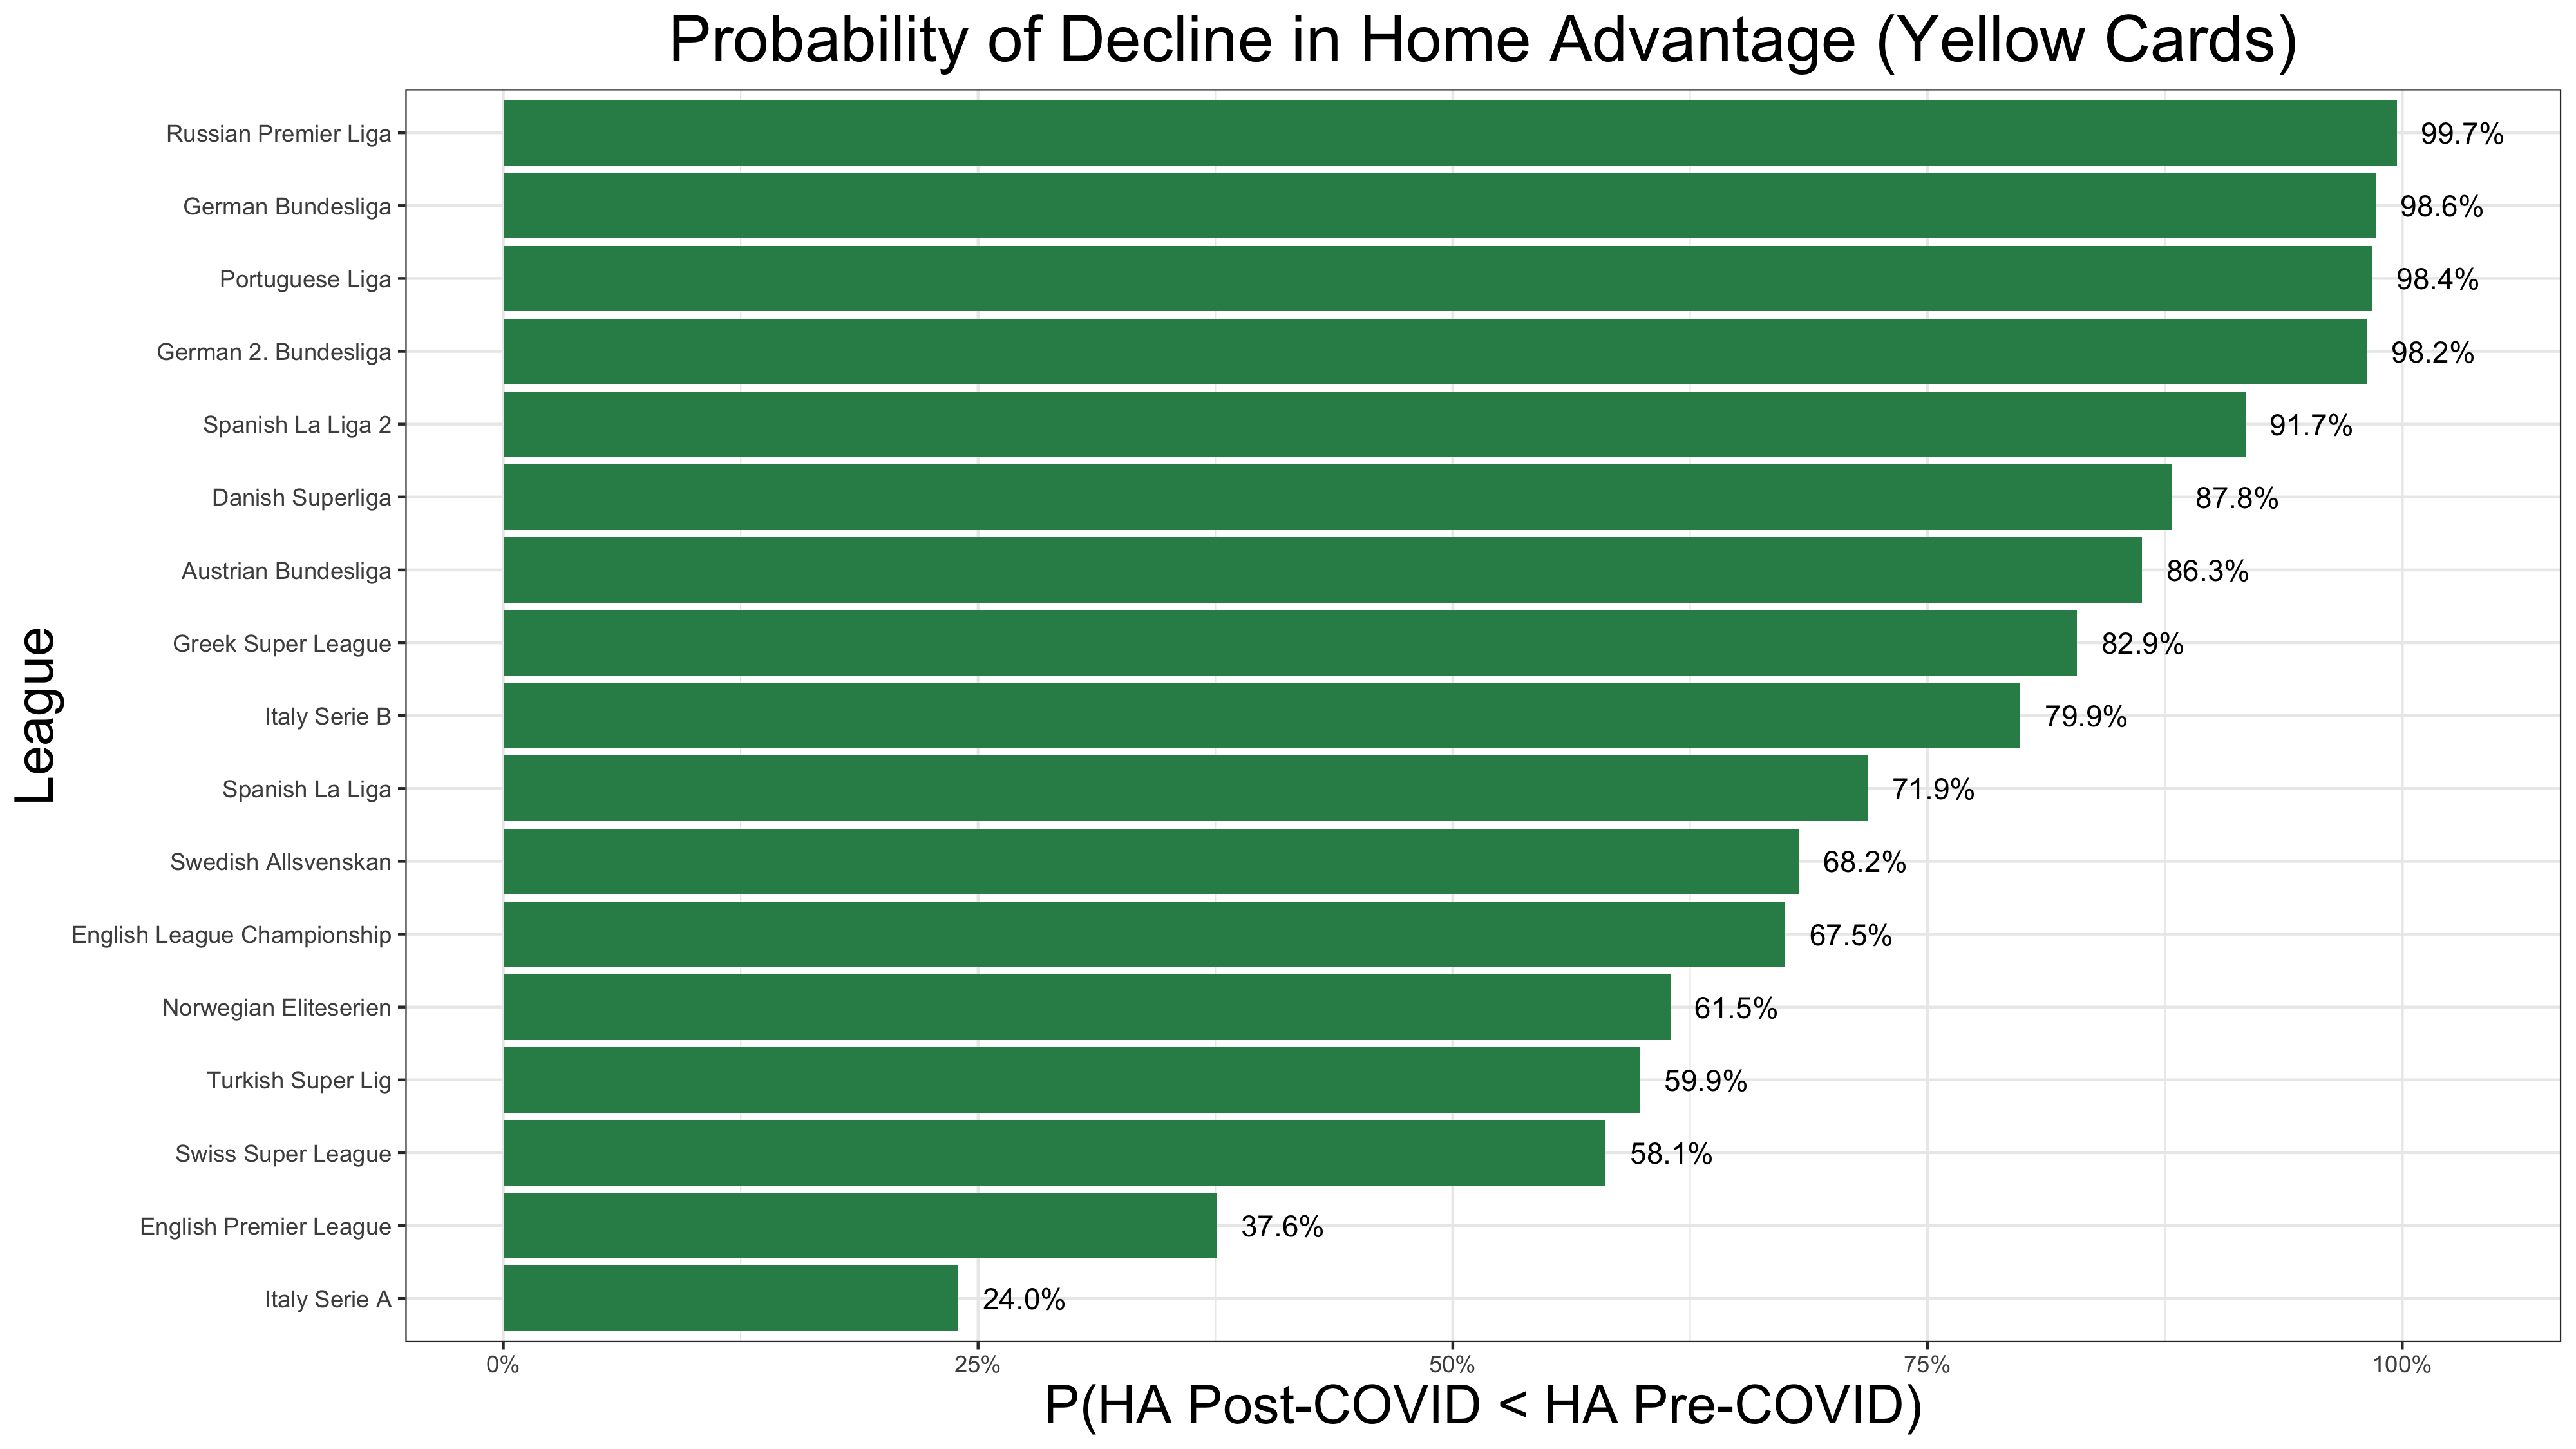 Probability of Decline in Home Advantage (Yellow Cards)
League
Russian Premier Liga 99.7%
German Bundesliga 98.6%
Portuguese Liga 98.4%
German 2. Bundesliga 98.2%
Spanish La Liga 2 91.7%
Danish Superliga 87.8%
Austrian Bundesliga 86.3%
Greek Super League 82.9%
Italy Serie B 79.9%
Spanish La Liga 71.9%
Swedish Allsvenskan 68.2%
English League Championship 67.5%
Norwegian Eliteserien 61.5%
Turkish Super Lig 59.9%
Swiss Super League 58.1%
English Premier League 37.6%
Italy Serie A 24.0%
0% 25% 50% 75% 100%
P(HA Post-COVID < HA Pre-COVID)